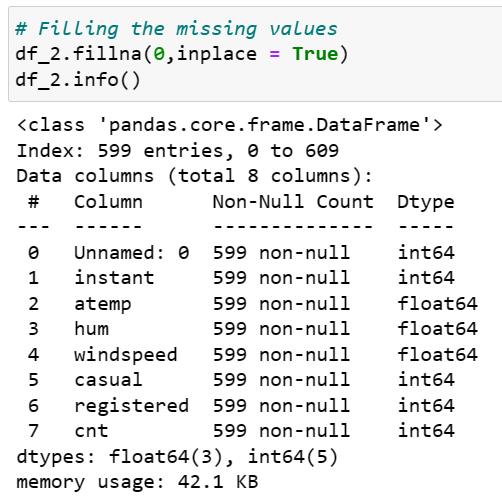 # Filling the missing values
df_2.fillna(0,inplace = True)
df_2.info()
<class 'pandas.core.frame.DataFrame'>
Index: 599 entries, 0 to 609
Data columns (total 8 columns):
 #   Column      Non-Null Count  Dtype
---  ------      --------------  -----
 0   Unnamed: 0  599 non-null    int64
 1   instant     599 non-null    int64
 2   atemp       599 non-null    float64
 3   hum         599 non-null    float64
 4   windspeed   599 non-null    float64
 5   casual      599 non-null    int64
 6   registered  599 non-null    int64
 7   cnt         599 non-null    int64
dtypes: float64(3), int64(5)
memory usage: 42.1 KB